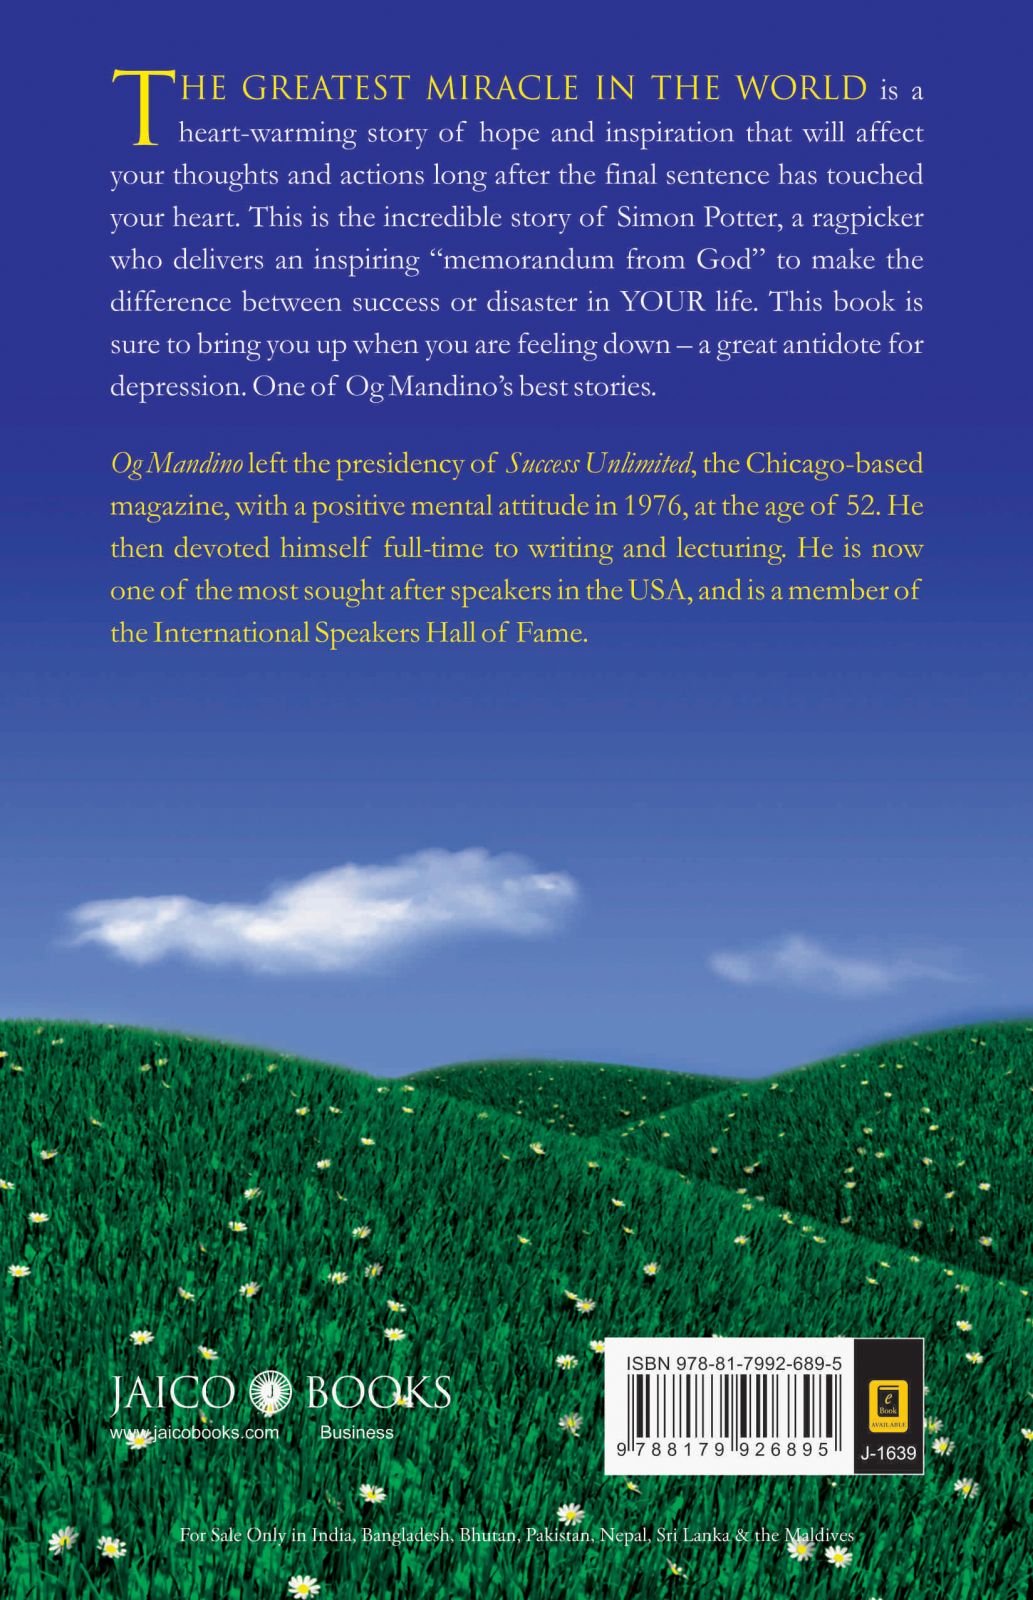 THE GREATEST MIRACLE IN THE WORLD is a
heart-warming story of hope and inspiration that will affect
your thoughts and actions long after the final sentence has touched
your heart. This is the incredible story of Simon Potter, a ragpicker
who delivers an inspiring “memorandum from God” to make the
difference between success or disaster in YOUR life. This book is
sure to bring you up when you are feeling down – a great antidote for
depression. One of Og Mandino’s best stories.
Og Mandino left the presidency of Success Unlimited, the Chicago-based
magazine, with a positive mental attitude in 1976, at the age of 52. He
then devoted himself full-time to writing and lecturing. He is now
one of the most sought after speakers in the USA, and is a member of
the International Speakers Hall of Fame.
JAICO J BOOKS
www.jaicobooks.com Business
ISBN 978-81-7992-689-5
9 788179 926895
e
Book
AVAILABLE
J-1639
For Sale Only in India, Bangladesh, Bhutan, Pakistan, Nepal, Sri Lanka & the Maldives